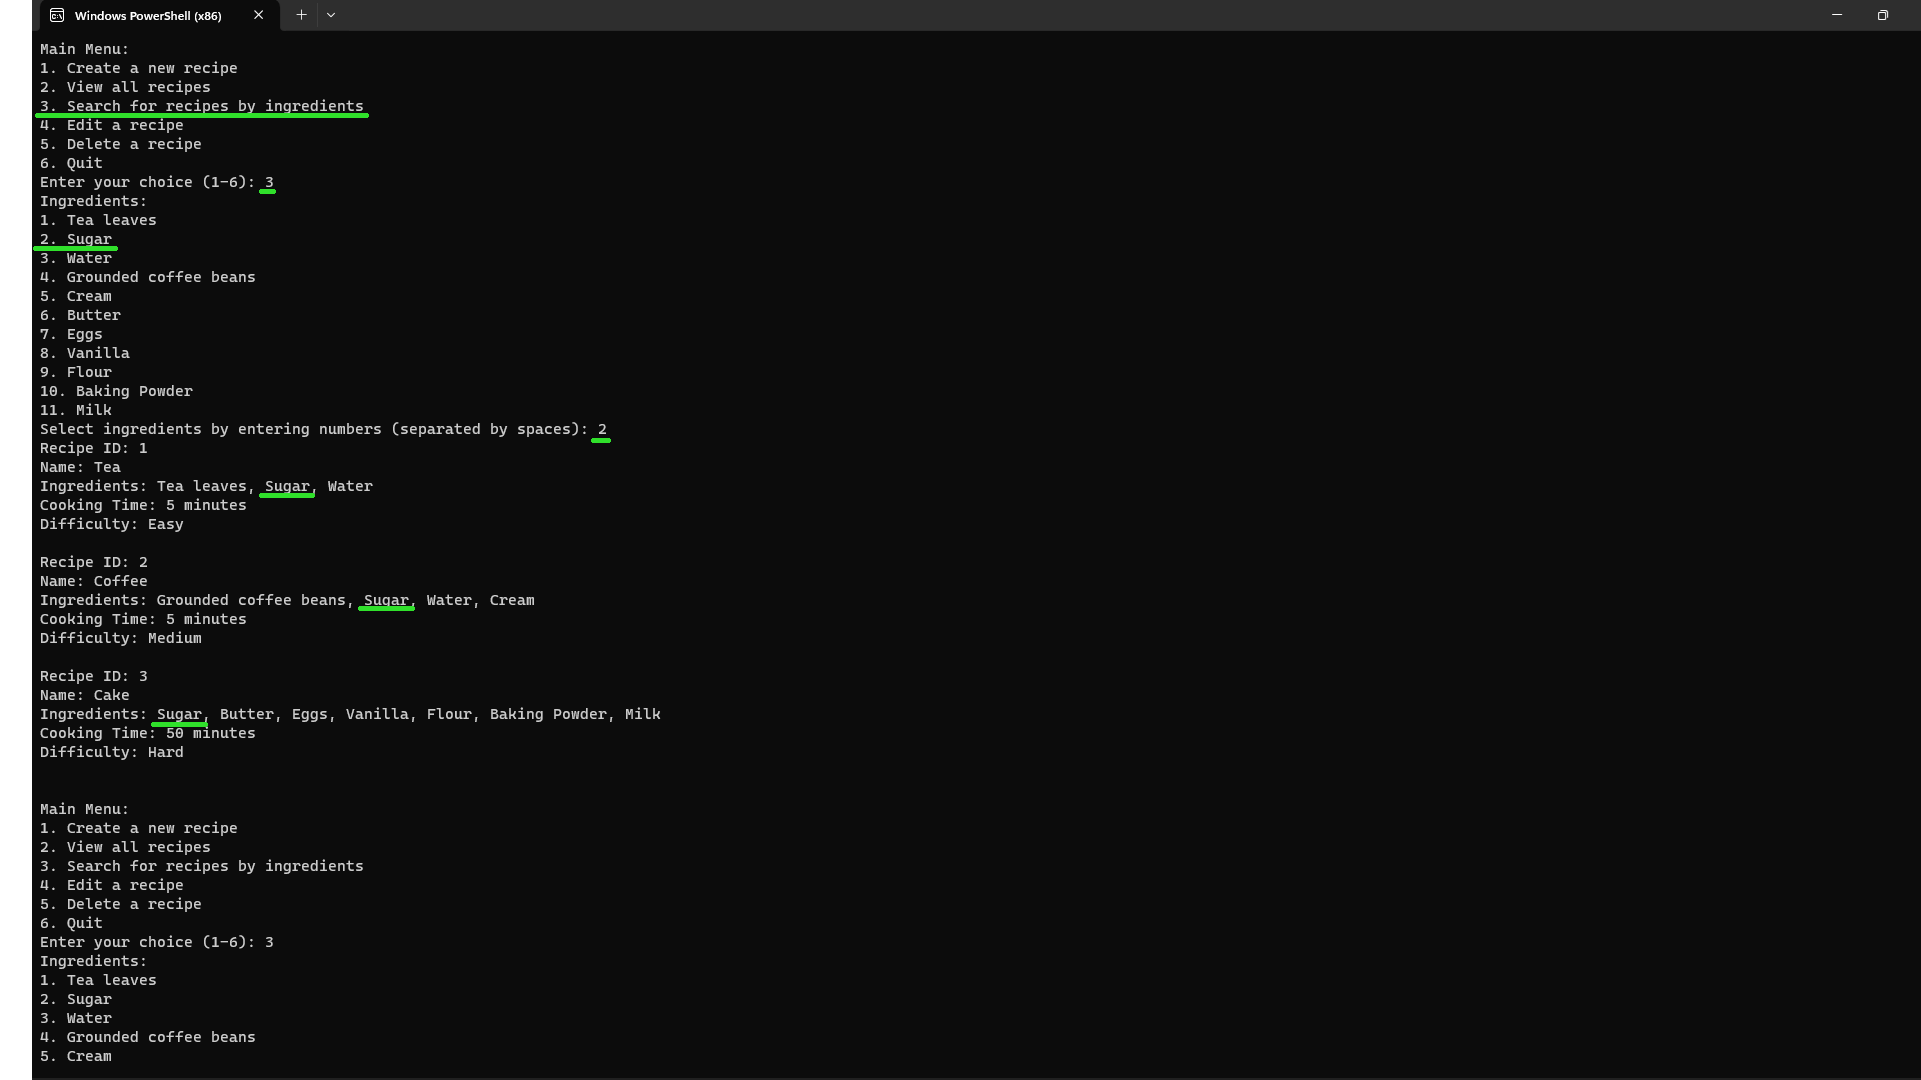 Windows PowerShell (x86)
Main Menu:
1. Create a new recipe
2. View all recipes
3. Search for recipes by ingredients
4. Edit a recipe
5. Delete a recipe
6. Quit
Enter your choice (1-6): 3
Ingredients:
1. Tea leaves
2. Sugar
3. Water
4. Grounded coffee beans
5. Cream
6. Butter
7. Eggs
8. Vanilla
9. Flour
10. Baking Powder
11. Milk
Select ingredients by entering numbers (separated by spaces): 2
Recipe ID: 1
Name: Tea
Ingredients: Tea leaves, Sugar, Water
Cooking Time: 5 minutes
Difficulty: Easy
Recipe ID: 2
Name: Coffee
Ingredients: Grounded coffee beans, Sugar, Water, Cream
Cooking Time: 5 minutes
Difficulty: Medium
Recipe ID: 3
Name: Cake
Ingredients: Sugar, Butter, Eggs, Vanilla, Flour, Baking Powder, Milk
Cooking Time: 50 minutes
Difficulty: Hard
Main Menu:
1. Create a new recipe
2. View all recipes
3. Search for recipes by ingredients
4. Edit a recipe
5. Delete a recipe
6. Quit
Enter your choice (1-6): 3
Ingredients:
1. Tea leaves
2. Sugar
3. Water
4. Grounded coffee beans
5. Cream